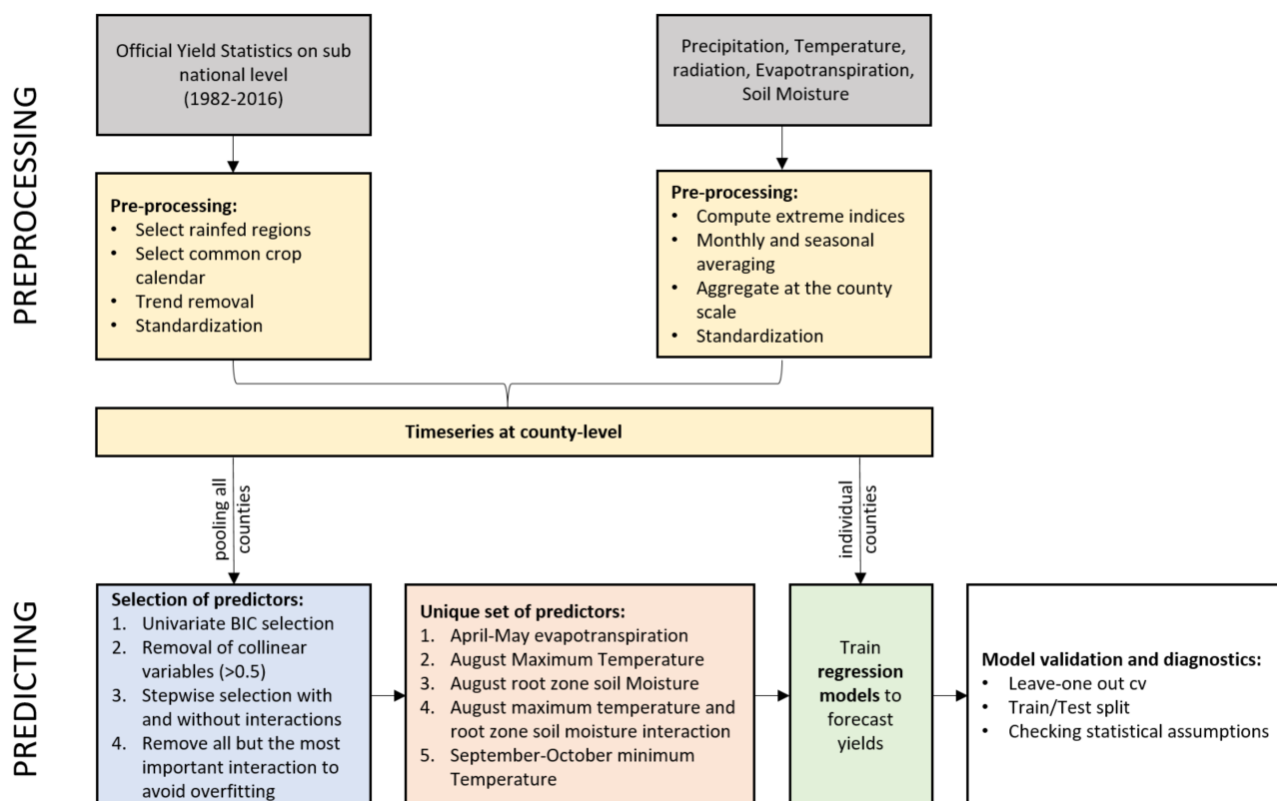 PREPROCESSING
Official Yield Statistics on sub
national level
(1982-2016)
Precipitation, Temperature,
radiation, Evapotranspiration,
Soil Moisture
Pre-processing:
• Select rainfed regions
• Select common crop
calendar
• Trend removal
• Standardization
Pre-processing:
• Compute extreme indices
• Monthly and seasonal
averaging
• Aggregate at the county
scale
• Standardization
Timeseries at county-level
pooling all
counties
individual
counties
PREDICTING
Selection of predictors:
1. Univariate BIC selection
2. Removal of collinear
variables (>0.5)
3. Stepwise selection with
and without interactions
4. Remove all but the most
important interaction to
avoid overfitting
Unique set of predictors:
1. April-May evapotranspiration
2. August Maximum Temperature
3. August root zone soil Moisture
4. August maximum temperature and
root zone soil moisture interaction
5. September-October minimum
Temperature
Train
regression
models to
forecast
yields
Model validation and diagnostics:
• Leave-one out cv
• Train/Test split
• Checking statistical assumptions